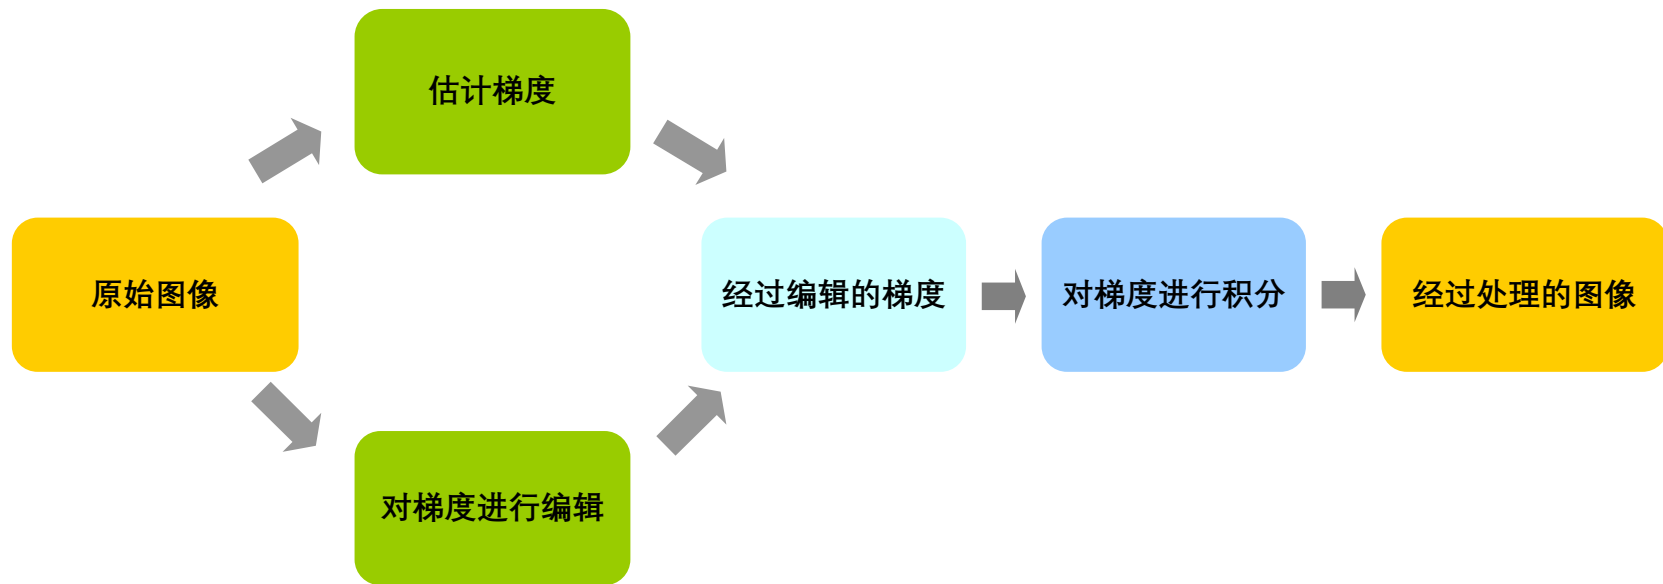 估计梯度
原始图像
经过编辑的梯度
对梯度进行积分
经过处理的图像
对梯度进行编辑